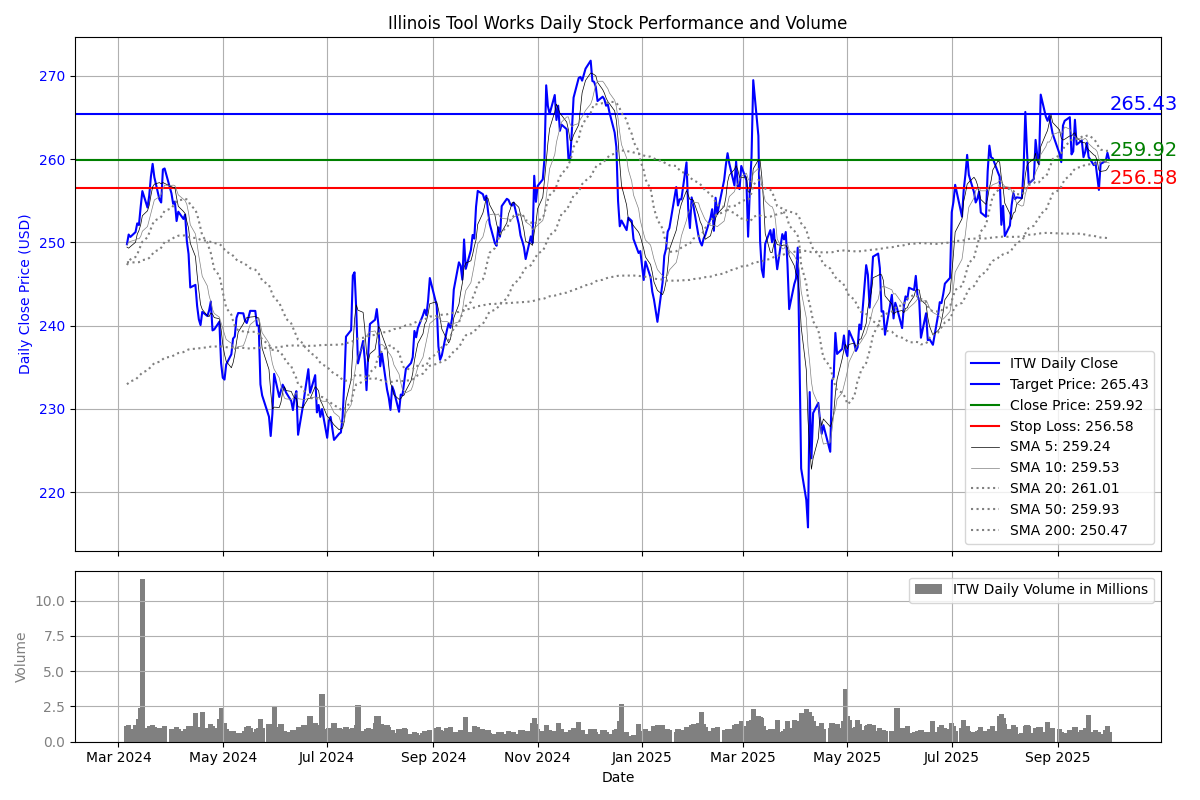 Illinois Tool Works Daily Stock Performance and Volume
Daily Close Price (USD)
270
260
250
240
230
220
265.43
259.92
256.58
ITW Daily Close
Target Price: 265.43
Close Price: 259.92
Stop Loss: 256.58
SMA 5: 259.24
SMA 10: 259.53
SMA 20: 261.01
SMA 50: 259.93
SMA 200: 250.47
Volume
10.0
7.5
5.0
2.5
0.0
ITW Daily Volume in Millions
Mar 2024 May 2024 Jul 2024 Sep 2024 Nov 2024 Jan 2025 Mar 2025 May 2025 Jul 2025 Sep 2025
Date